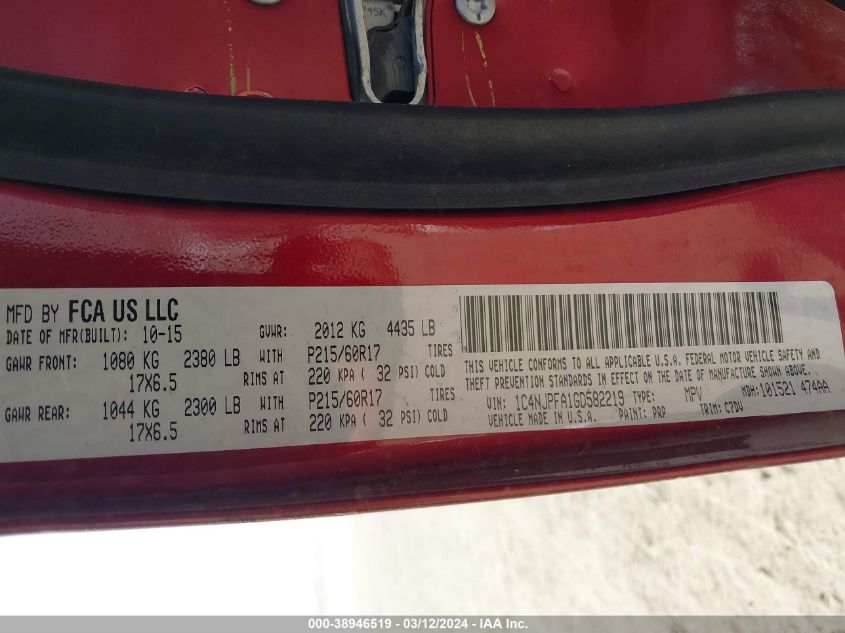 P45K
MFD BY FCA US LLC
DATE OF MFR(BUILT): 10-15 GVWR: 2012 KG 4435 LB
GAWR FRONT: 1080 KG 2380 LB WITH P215/60R17 TIRES
17X6.5 RIMS AT 220 KPA ( 32 PSI) COLD
GAWR REAR: 1044 KG 2300 LB WITH P215/60R17 TIRES
17X6.5 RIMS AT 220 KPA ( 32 PSI) COLD
THIS VEHICLE CONFORMS TO ALL APPLICABLE U.S.A. FEDERAL MOTOR VEHICLE SAFETY AND
THEFT PREVENTION STANDARDS IN EFFECT ON THE DATE OF MANUFACTURE SHOWN ABOVE.
VIN: 1C4NJPFA1GD582219 TYPE: MPV MDH:101521 474AA
VEHICLE MADE IN U.S.A. PAINT: PRP TRIM: C7DV
000-38946519 - 03/12/2024 - IAA Inc.